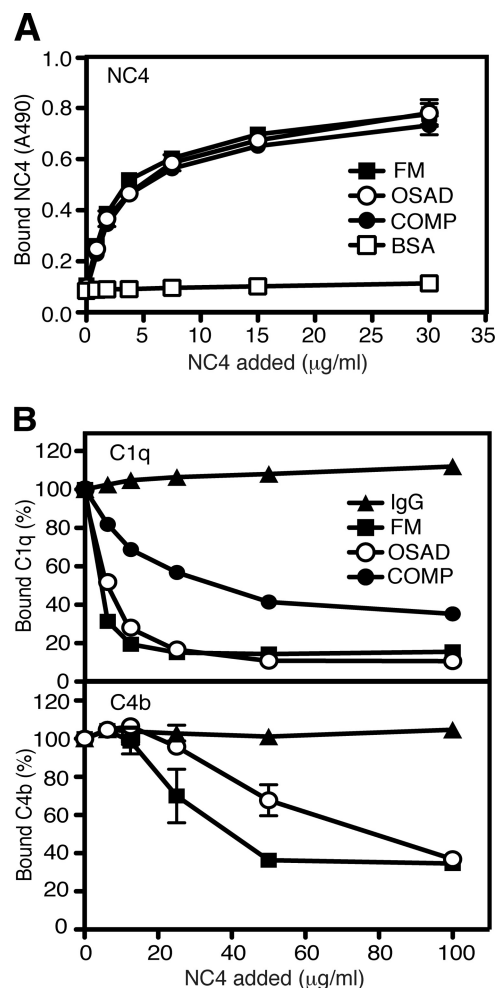 A
NC4
1.0
0.8
0.6
0.4
0.2
0.0
Bound NC4 (A490)
FM
OSAD
COMP
BSA
0 5 10 15 20 25 30 35
NC4 added (μg/ml)
B
C1q
120
100
80
60
40
20
0
Bound C1q (%)
IgG
FM
OSAD
COMP
C4b
120
100
80
60
40
20
0
Bound C4b (%)
0 20 40 60 80 100
NC4 added (μg/ml)